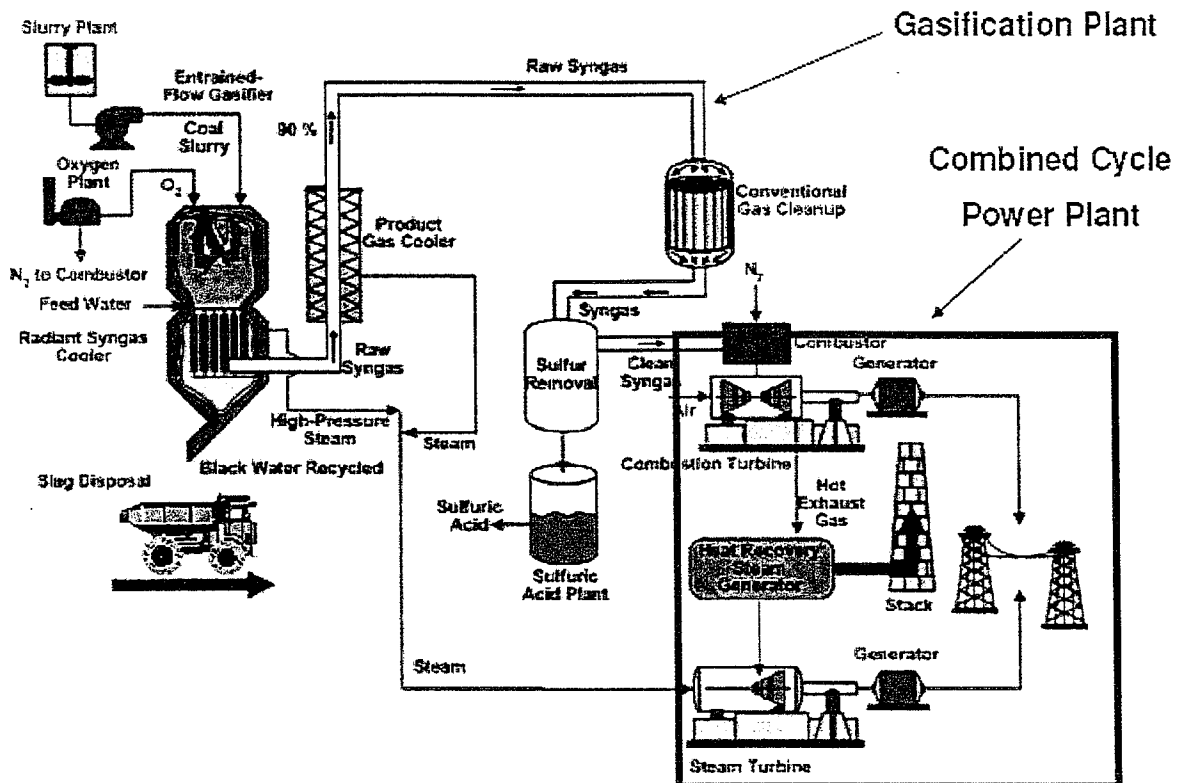 Gasification Plant
Combined Cycle
Power Plant
Slurry Plant
Entrained-
Flow Gasifier
Coal
Slurry
Oxygen
Plant
O₂
N₂ to Combustor
Feed Water
Radiant Syngas
Cooler
90 %
Raw Syngas
Product
Gas Cooler
Raw
Syngas
High-Pressure
Steam
Steam
Black Water Recycled
Slag Disposal
Conventional
Gas Cleanup
Syngas
Sulfur
Removal
Clean
Syngas
N₂
Combustor
Generator
Air
Combustion Turbine
Hot
Exhaust
Gas
Sulfuric
Acid
Sulfuric
Acid Plant
Heat Recovery
Steam
Generator
Stack
Steam
Generator
Steam Turbine